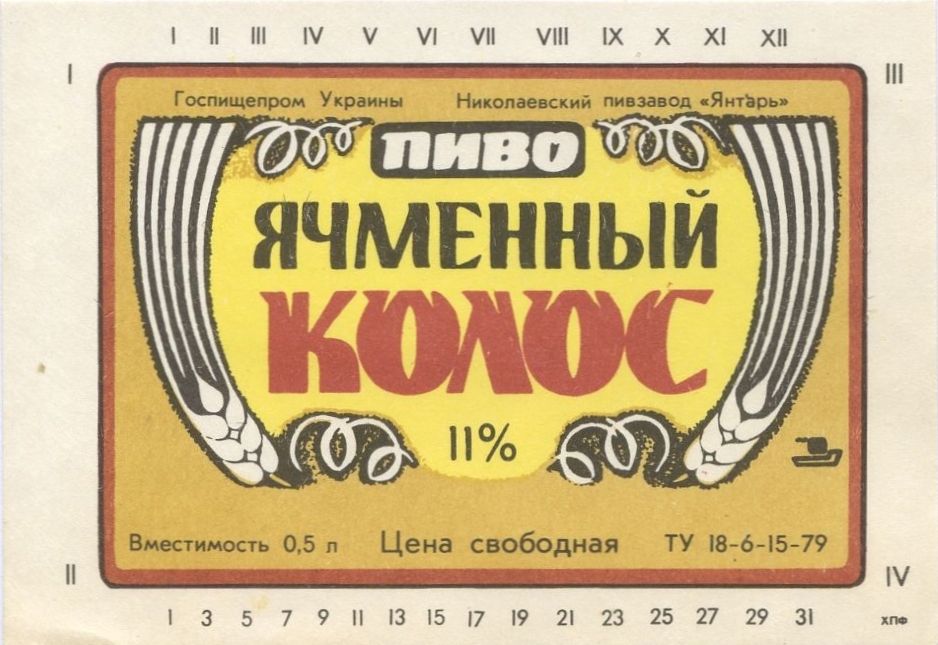 I II III IV V VI VII VIII IX X XI XII
I III
Госпищепром Украины Николаевский пивзавод «Янтарь»
ПИВО
ЯЧМЕННЫЙ
КОЛОС
11%
Вместимость 0,5 л Цена свободная ТУ 18-6-15-79
II IV
1 3 5 7 9 11 13 15 17 19 21 23 25 27 29 31
ХПФ